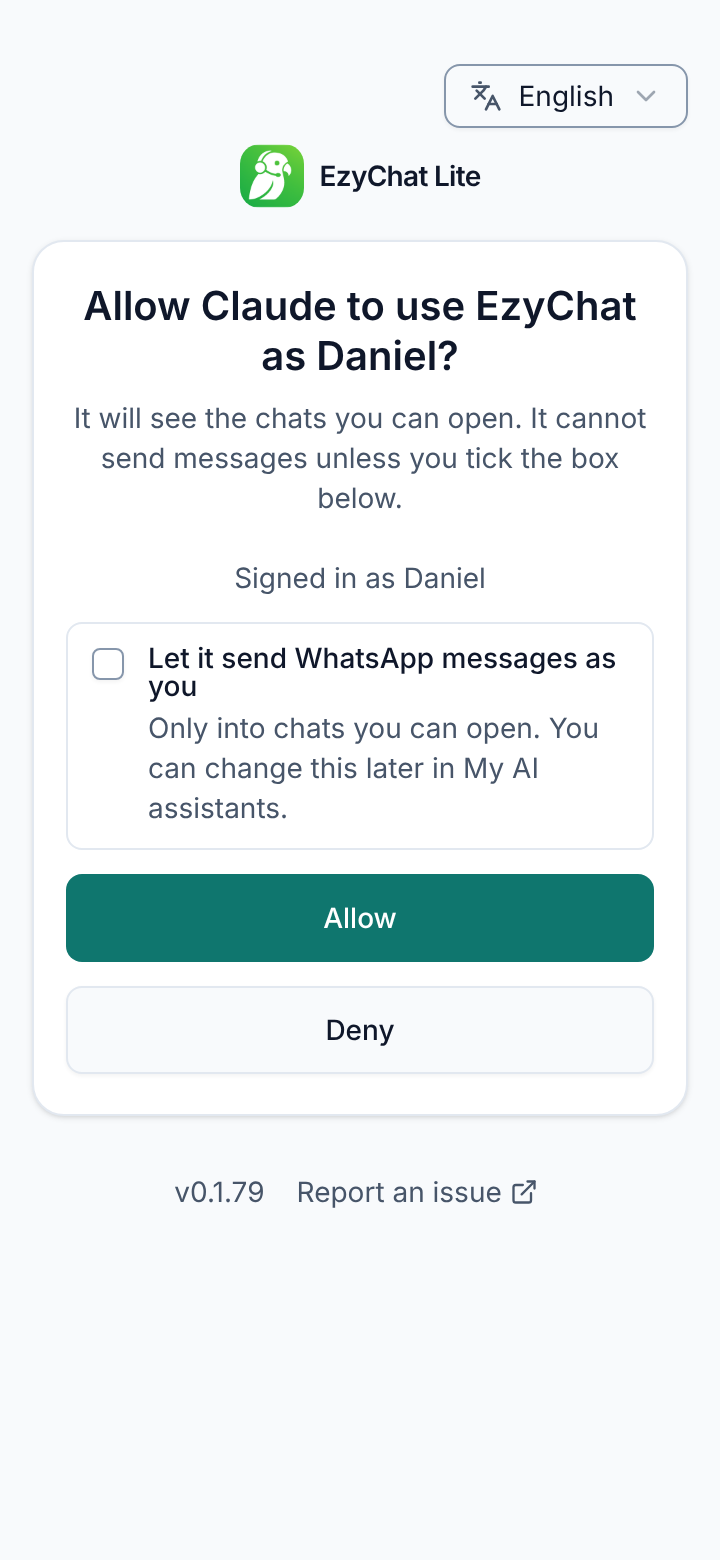 English
EzyChat Lite
Allow Claude to use EzyChat
as Daniel?
It will see the chats you can open. It cannot
send messages unless you tick the box
below.
Signed in as Daniel
Let it send WhatsApp messages as
you
Only into chats you can open. You
can change this later in My AI
assistants.
Allow
Deny
v0.1.79 Report an issue